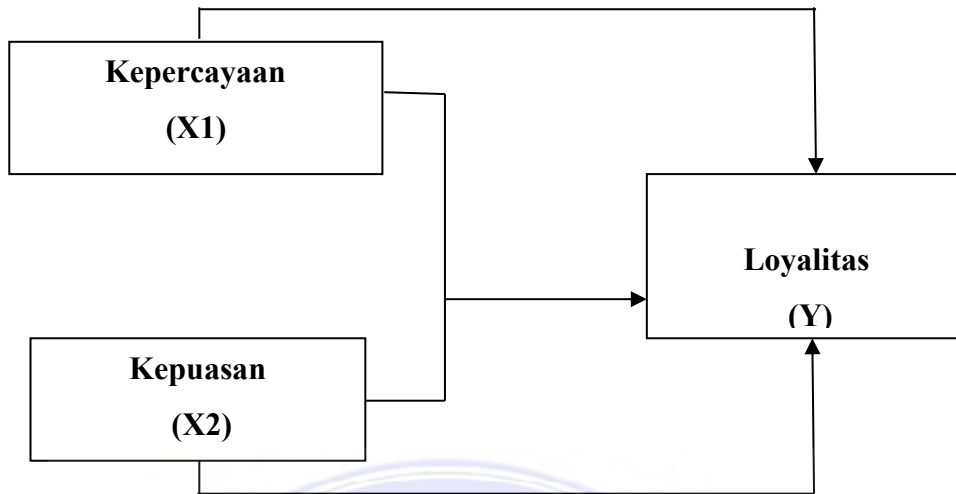 Kepercayaan
(X1)
Loyalitas
(Y)
Kepuasan
(X2)